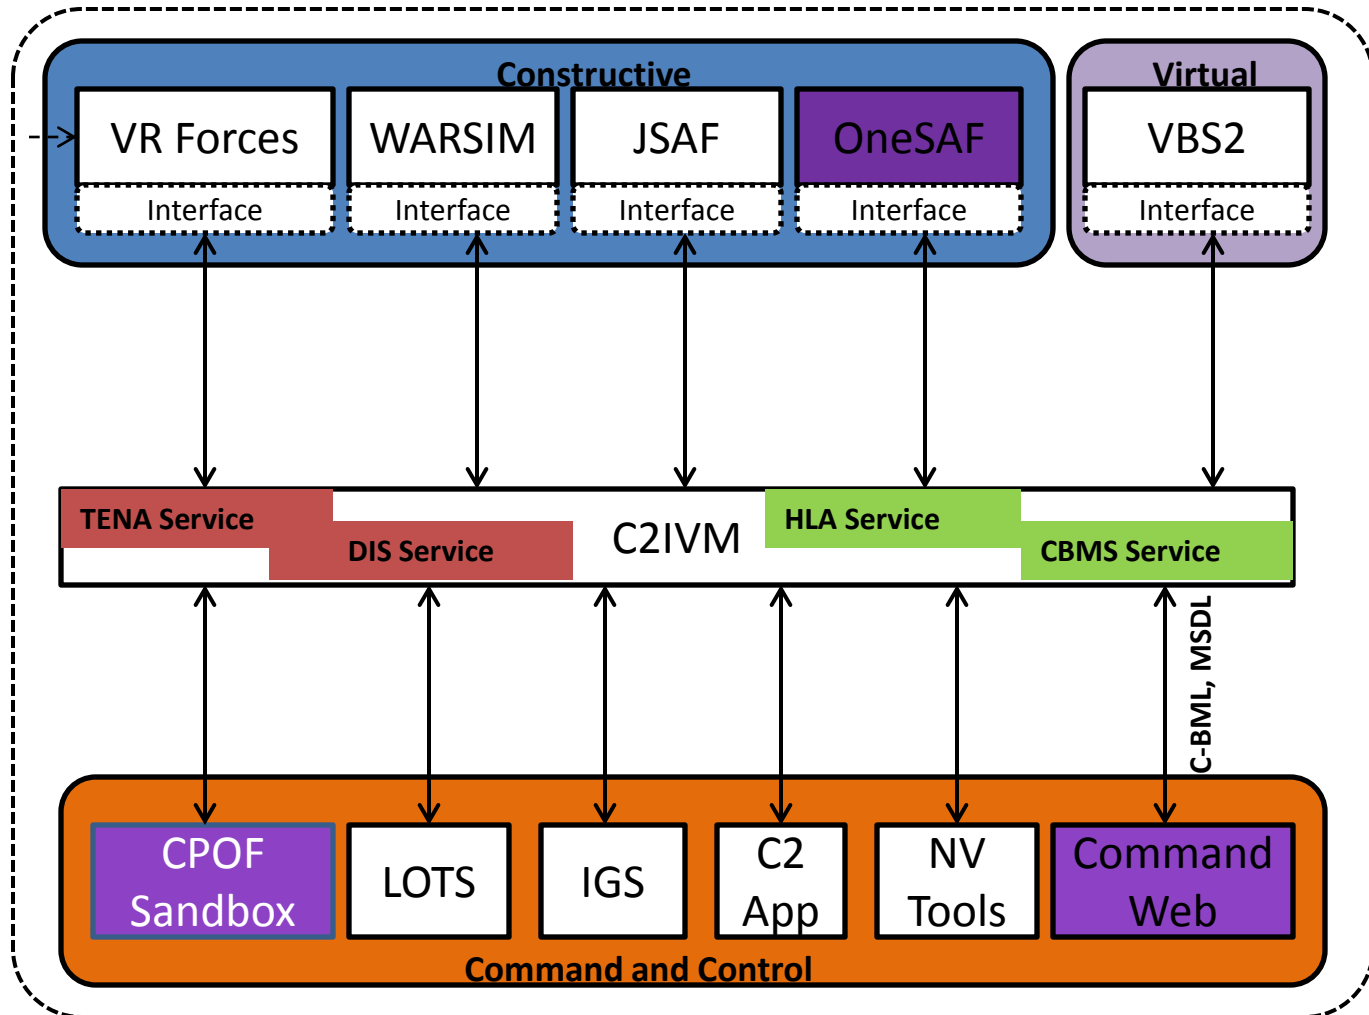 Constructive
Virtual
VR Forces
WARSIM
JSAF
OneSAF
VBS2
Interface
Interface
Interface
Interface
Interface
TENA Service
DIS Service
C2IVM
HLA Service
CBMS Service
C-BML, MSDL
CPOF
Sandbox
LOTS
IGS
C2
App
NV
Tools
Command
Web
Command and Control